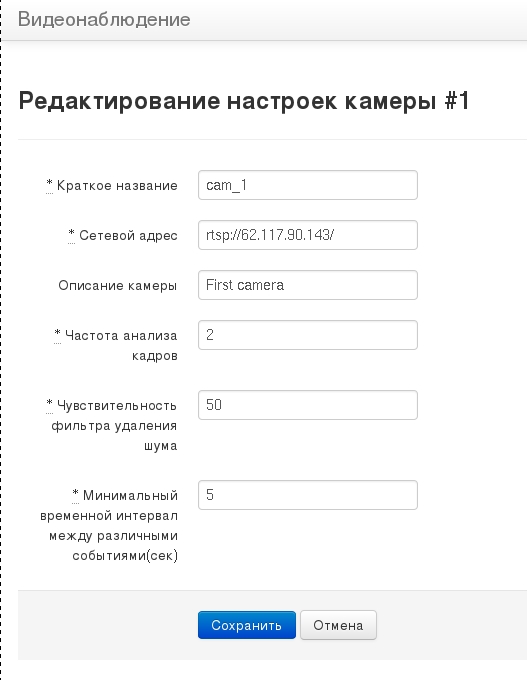 Видеонаблюдение
Редактирование настроек камеры #1
* Краткое название
cam_1
* Сетевой адрес
rtsp://62.117.90.143/
Описание камеры
First camera
* Частота анализа
кадров
2
* Чувствительность
фильтра удаления
шума
50
* Минимальный
временной интервал
между различными
событиями(сек)
5
Сохранить
Отмена